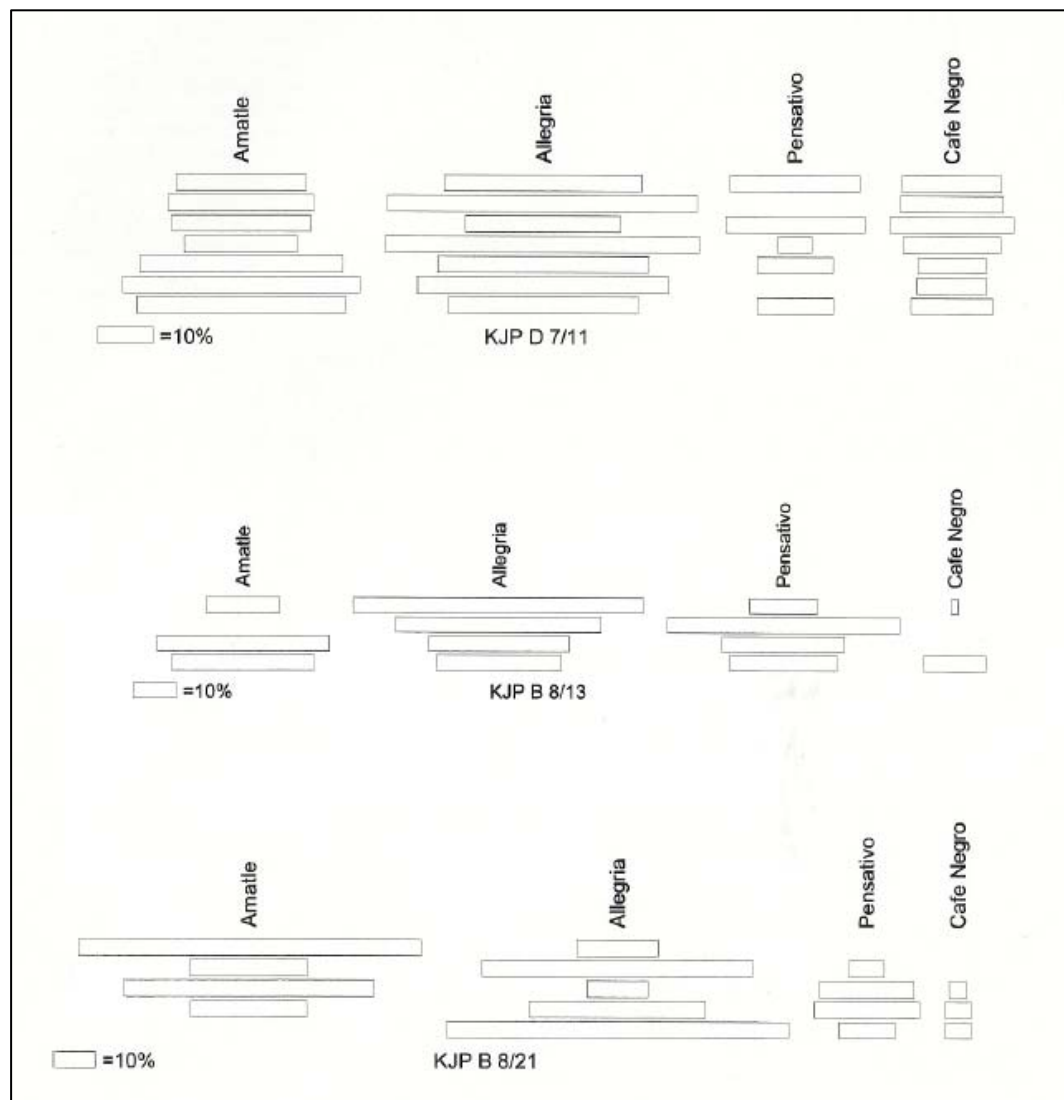 Amatle
Allegria
Pensativo
Cafe Negro
=10%
KJP D 7/11
Amatle
Allegria
Pensativo
Cafe Negro
=10%
KJP B 8/13
Amatle
Allegria
Pensativo
Cafe Negro
=10%
KJP B 8/21